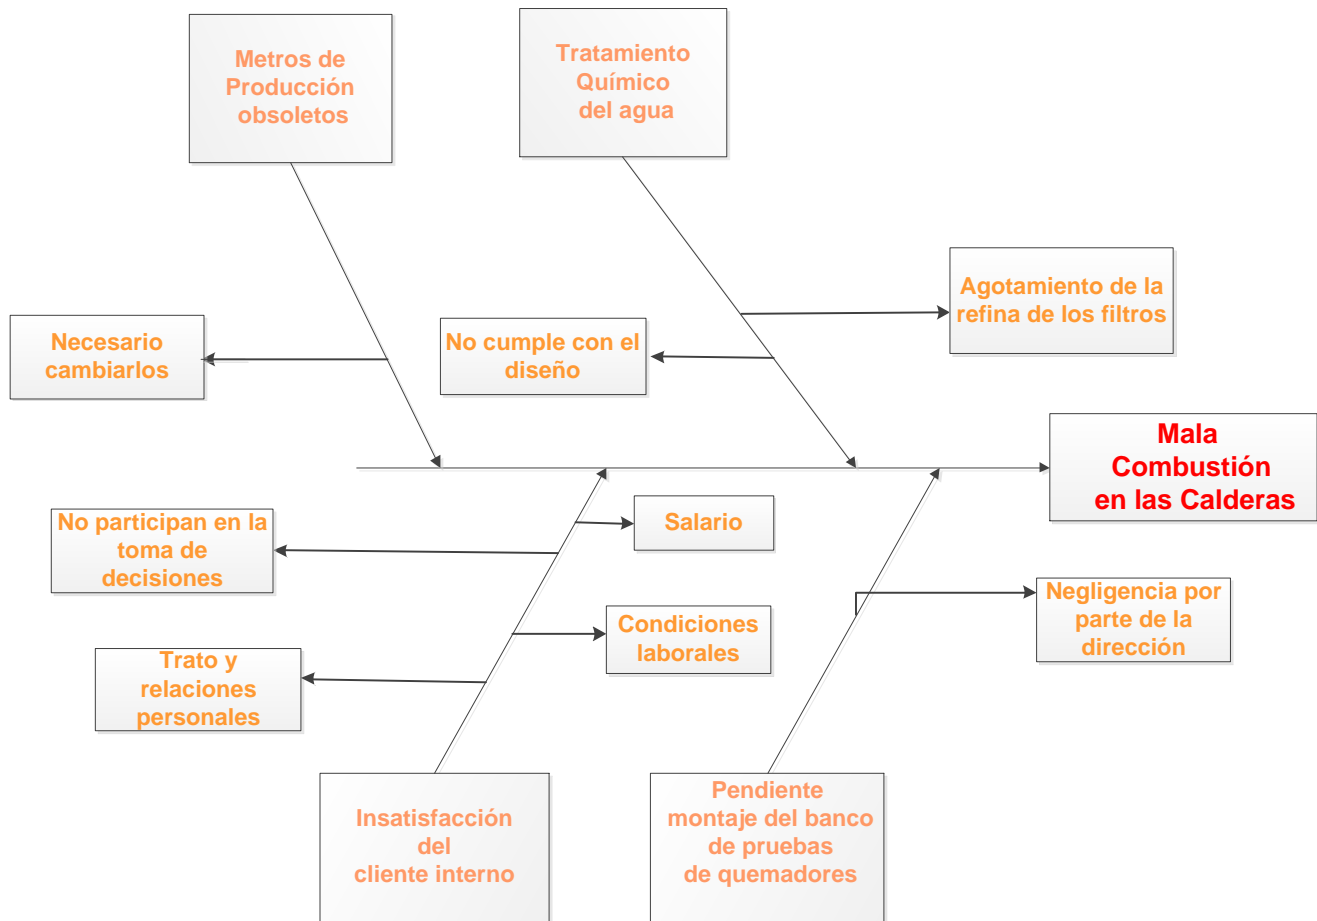 Metros de
Producción
obsoletos
Tratamiento
Químico
del agua
Agotamiento de la
refina de los filtros
Necesario
cambiarlos
No cumple con el
diseño
Mala
Combustión
en las Calderas
No participan en la
toma de
decisiones
Salario
Negligencia por
parte de la
dirección
Condiciones
laborales
Trato y
relaciones
personales
Insatisfacción
del
cliente interno
Pendiente
montaje del banco
de pruebas
de quemadores